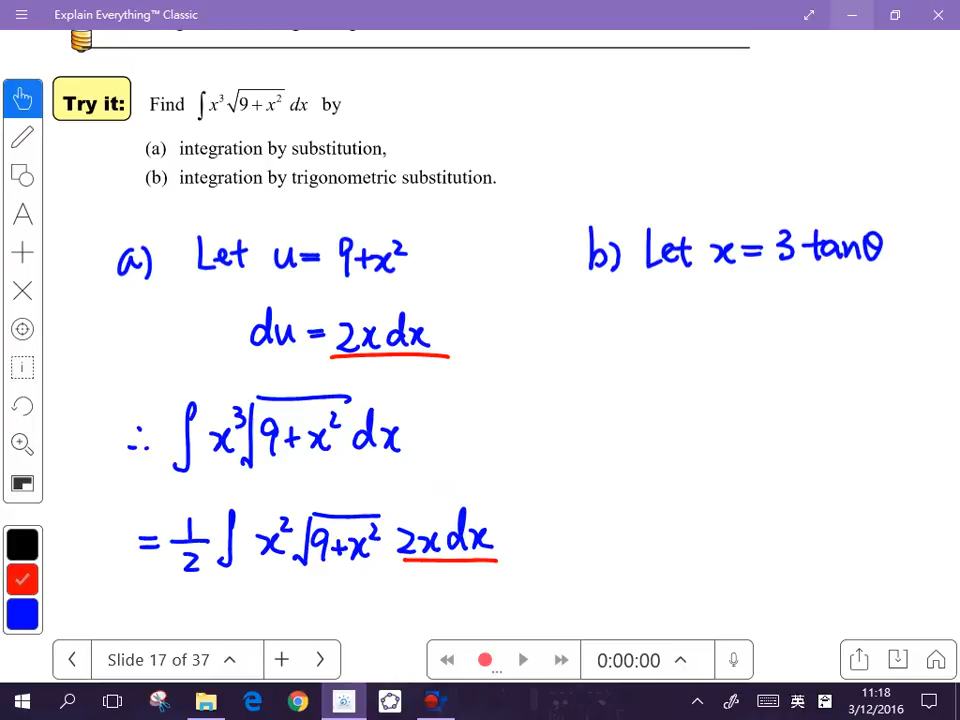 Explain Everything™ Classic
Try it: Find ∫ x³ √(9 + x²) dx by
(a) integration by substitution,
(b) integration by trigonometric substitution.
a) Let u = 9+x²
du = 2x dx
∴ ∫ x³ √(9+x²) dx
= 1/2 ∫ x² √(9+x²) 2x dx
b) Let x = 3 tanθ
Slide 17 of 37
0:00:00
英
11:18
3/12/2016